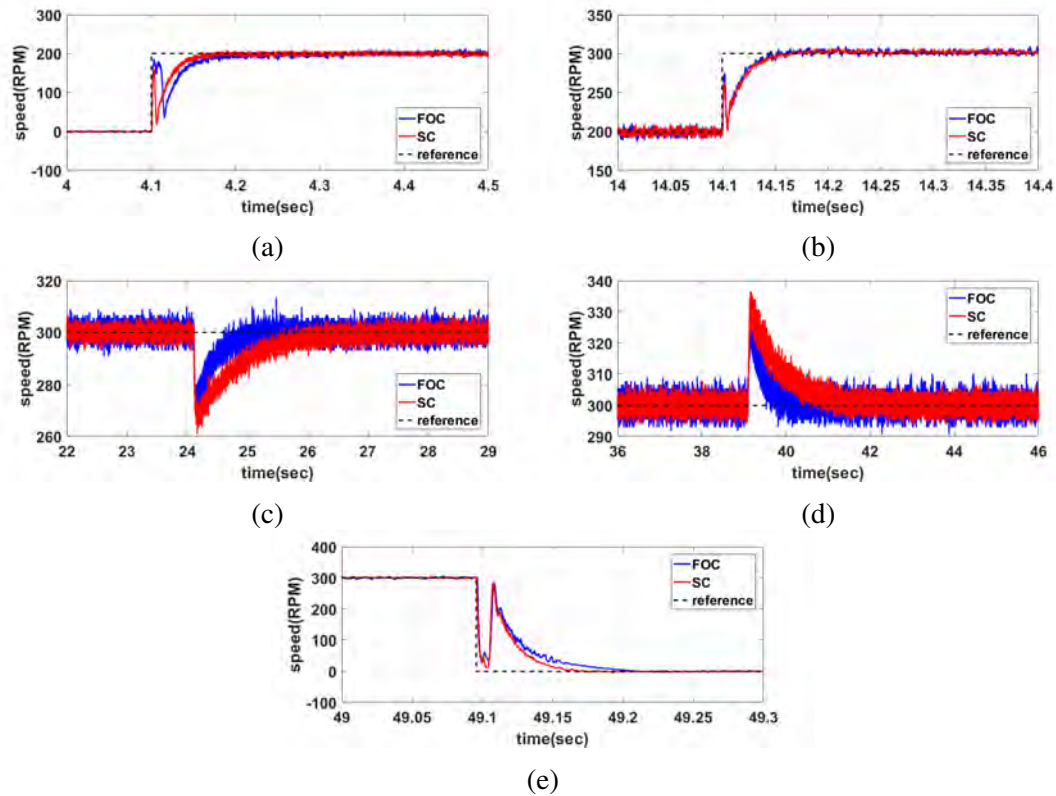 300
200
100
0
-100
speed(RPM)
FOC
SC
reference
4
4.1
4.2
4.3
4.4
4.5
time(sec)
(a)
350
300
250
200
150
speed(RPM)
FOC
SC
reference
14
14.05
14.1
14.15
14.2
14.25
14.3
14.35
14.4
time(sec)
(b)
320
300
280
260
speed(RPM)
FOC
SC
reference
22
23
24
25
26
27
28
29
time(sec)
(c)
340
330
320
310
300
290
speed(RPM)
FOC
SC
reference
36
38
40
42
44
46
time(sec)
(d)
400
300
200
100
0
-100
speed(RPM)
FOC
SC
reference
49
49.05
49.1
49.15
49.2
49.25
49.3
time(sec)
(e)